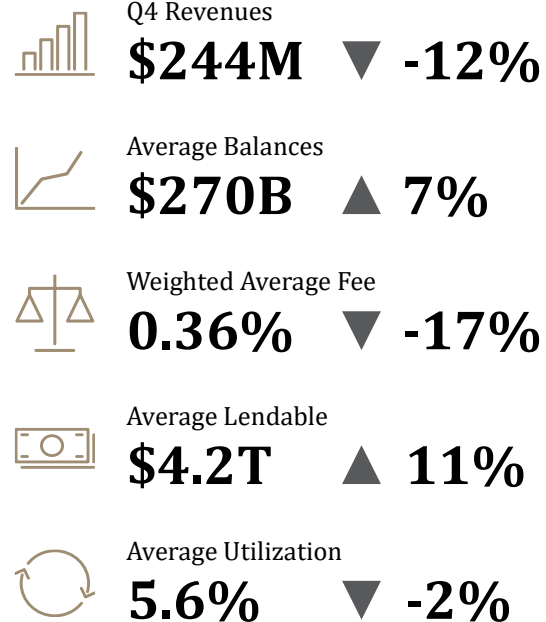 Q4 Revenues
$244M ▼ -12%
Average Balances
$270B ▲ 7%
Weighted Average Fee
0.36% ▼ -17%
Average Lendable
$4.2T ▲ 11%
Average Utilization
5.6% ▼ -2%